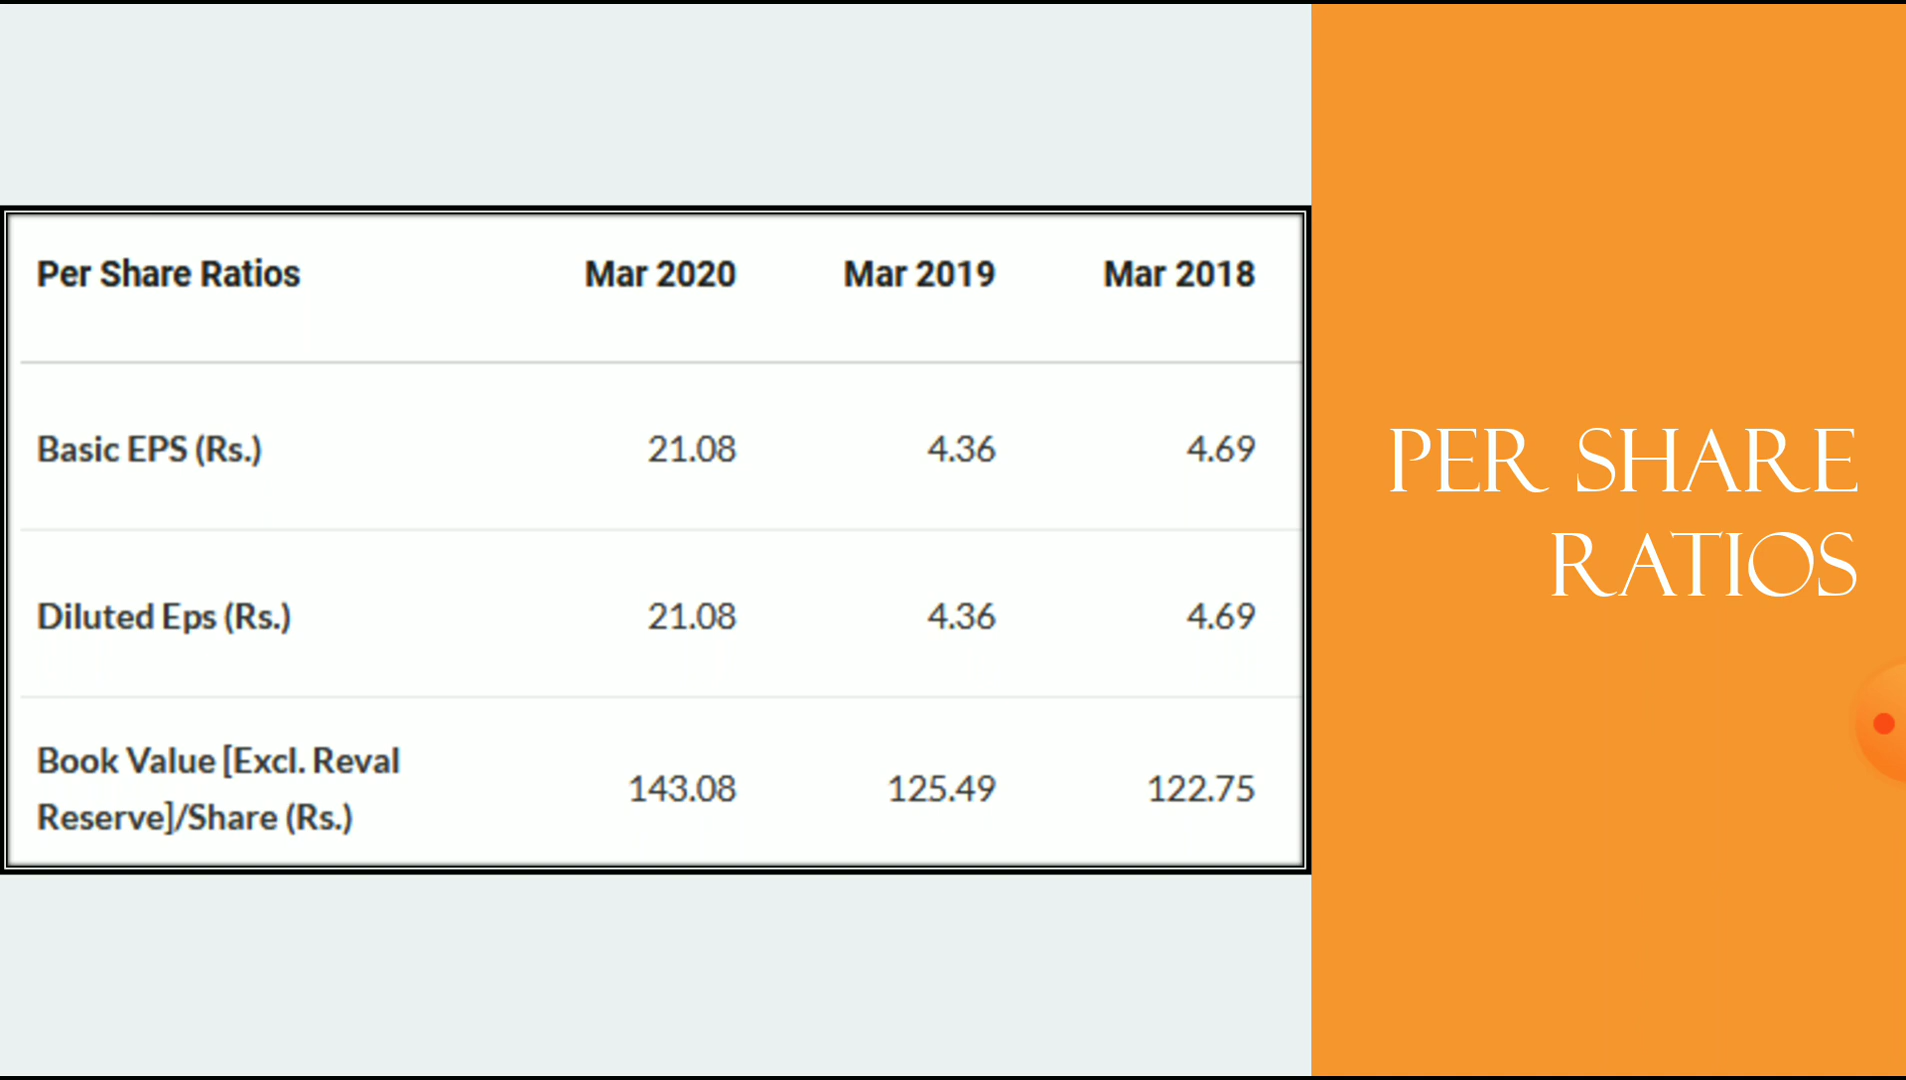 Per Share Ratios Mar 2020 Mar 2019 Mar 2018
Basic EPS (Rs.) 21.08 4.36 4.69
Diluted Eps (Rs.) 21.08 4.36 4.69
Book Value [Excl. Reval
Reserve]/Share (Rs.) 143.08 125.49 122.75
PER SHARE
RATIOS